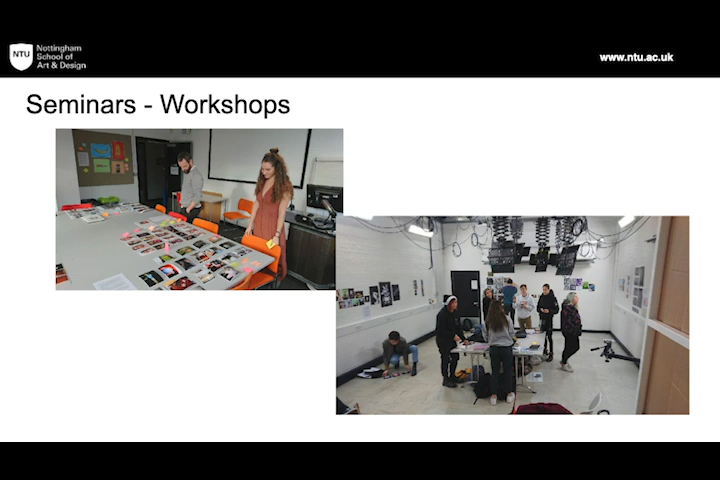 NTU
Nottingham
School of
Art & Design
www.ntu.ac.uk
Seminars - Workshops